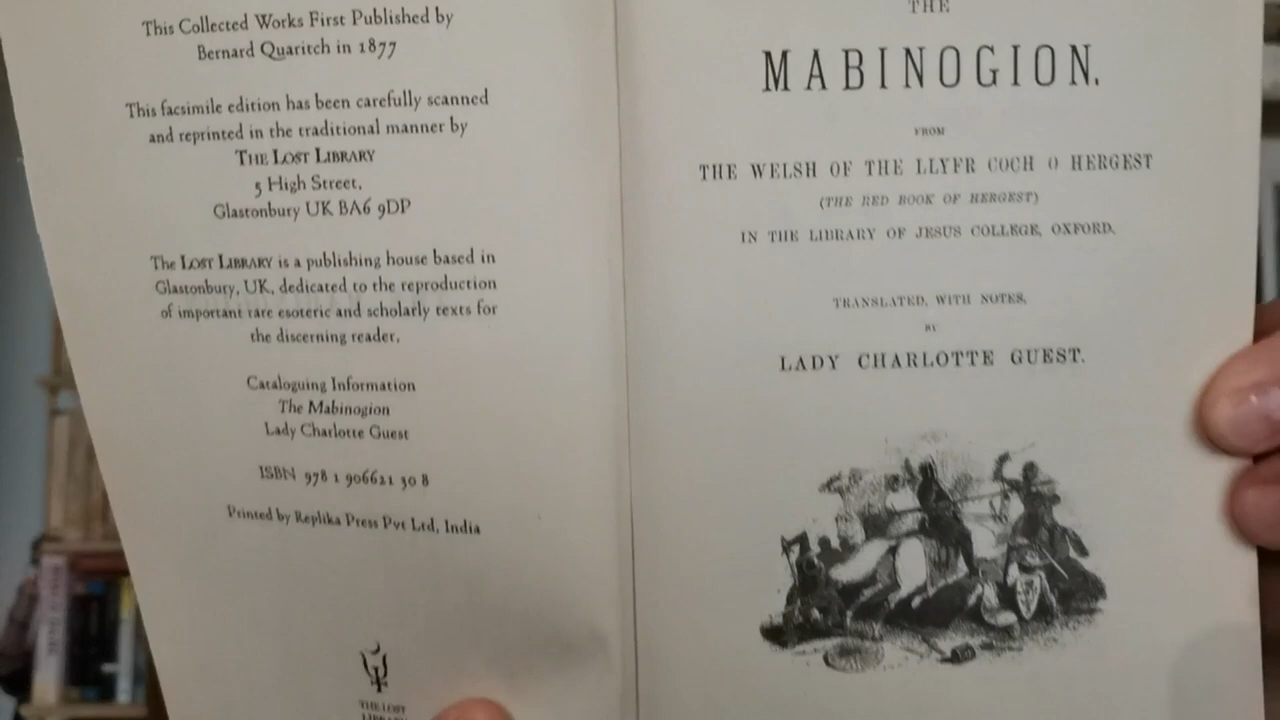 This Collected Works First Published by
Bernard Quaritch in 1877
This facsimile edition has been carefully scanned
and reprinted in the traditional manner by
THE LOST LIBRARY
5 High Street,
Glastonbury UK BA6 9DP
The LOST LIBRARY is a publishing house based in
Glastonbury, UK, dedicated to the reproduction
of important rare esoteric and scholarly texts for
the discerning reader.
Cataloguing Information
The Mabinogion
Lady Charlotte Guest
ISBN 978 1 906621 30 8
Printed by Replika Press Pvt Ltd, India
THE LOST
LIBRARY
THE
MABINOGION.
FROM
THE WELSH OF THE LLYFR COCH O HERGEST
(THE RED BOOK OF HERGEST)
IN THE LIBRARY OF JESUS COLLEGE, OXFORD.
TRANSLATED, WITH NOTES,
BY
LADY CHARLOTTE GUEST.